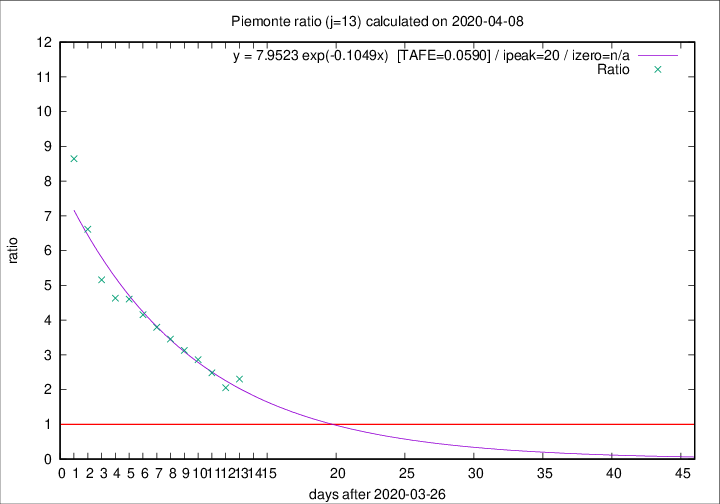 Piemonte ratio (j=13) calculated on 2020-04-08
y = 7.9523 exp(-0.1049x) [TAFE=0.0590] / ipeak=20 / izero=n/a
Ratio
12
11
10
9
8
7
6
5
4
3
2
1
0
ratio
0 1 2 3 4 5 6 7 8 9 10 11 12 13 14 15 20 25 30 35 40 45
days after 2020-03-26